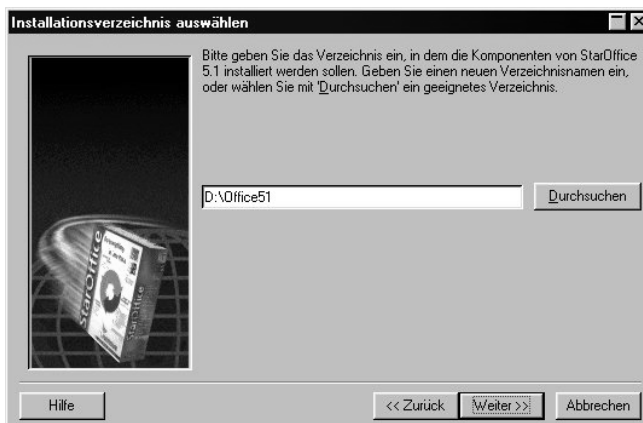 Installationsverzeichnis auswählen
Bitte geben Sie das Verzeichnis ein, in dem die Komponenten von StarOffice
5.1 installiert werden sollen. Geben Sie einen neuen Verzeichnisnamen ein,
oder wählen Sie mit 'Durchsuchen' ein geeignetes Verzeichnis.
D:\Office51
Durchsuchen
StarOffice
StarOffice
Hilfe
<< Zurück
Weiter >>
Abbrechen